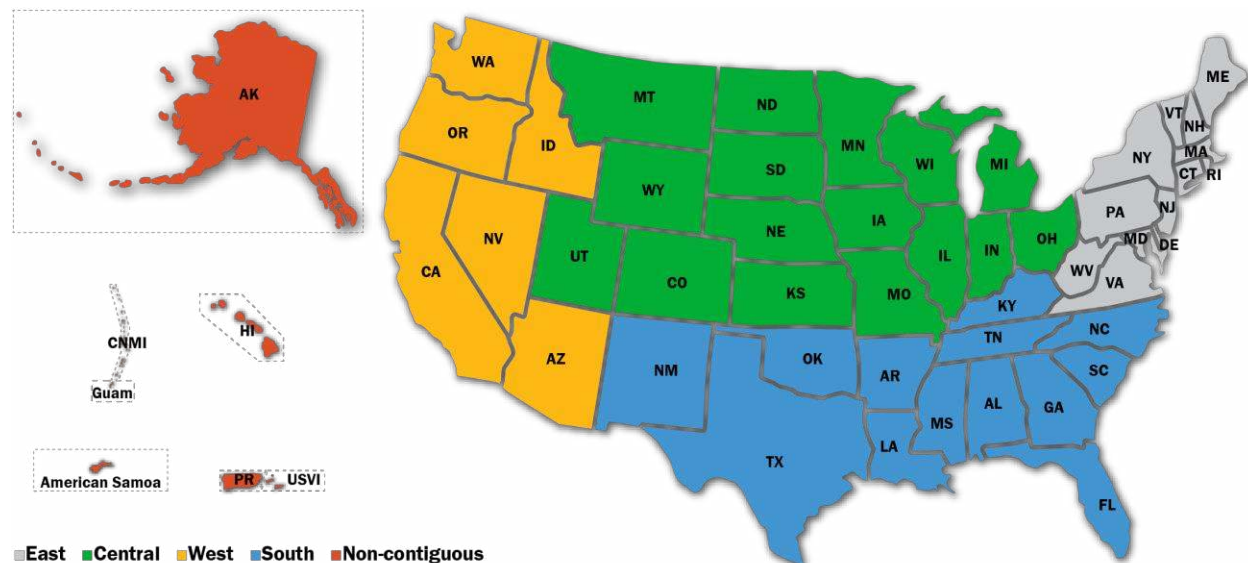 AK
CNMI
Guam
HI
American Samoa
PR
USVI
WA
OR
ID
CA
NV
AZ
MT
ND
MN
WI
MI
WY
SD
NE
IA
UT
CO
KS
MO
IL
IN
OH
NM
OK
TX
AR
LA
MS
AL
GA
FL
SC
NC
TN
KY
ME
VT
NH
MA
CT
RI
NY
PA
NJ
MD
DE
WV
VA
East Central West South Non-contiguous